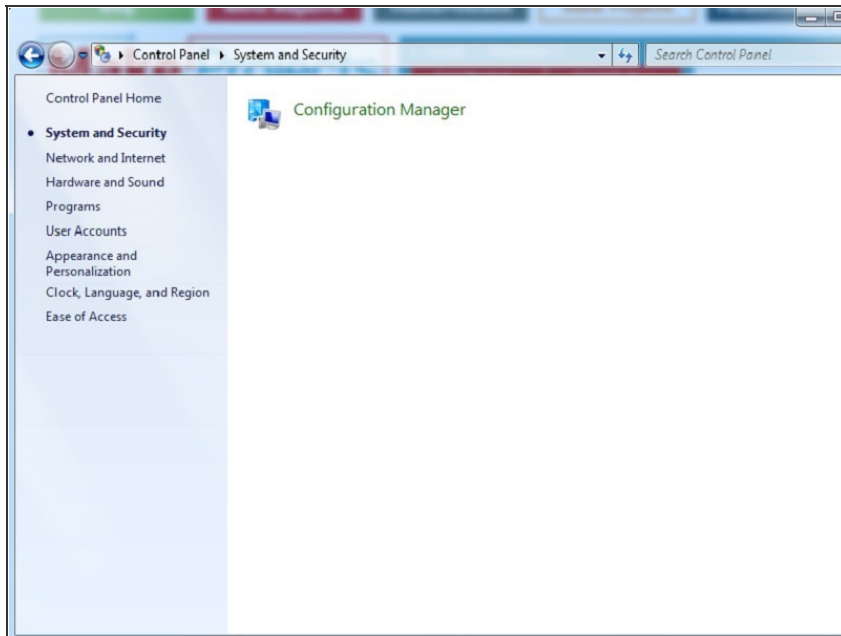 Control Panel ▸ System and Security
Search Control Panel
Control Panel Home
System and Security
Network and Internet
Hardware and Sound
Programs
User Accounts
Appearance and
Personalization
Clock, Language, and Region
Ease of Access
Configuration Manager